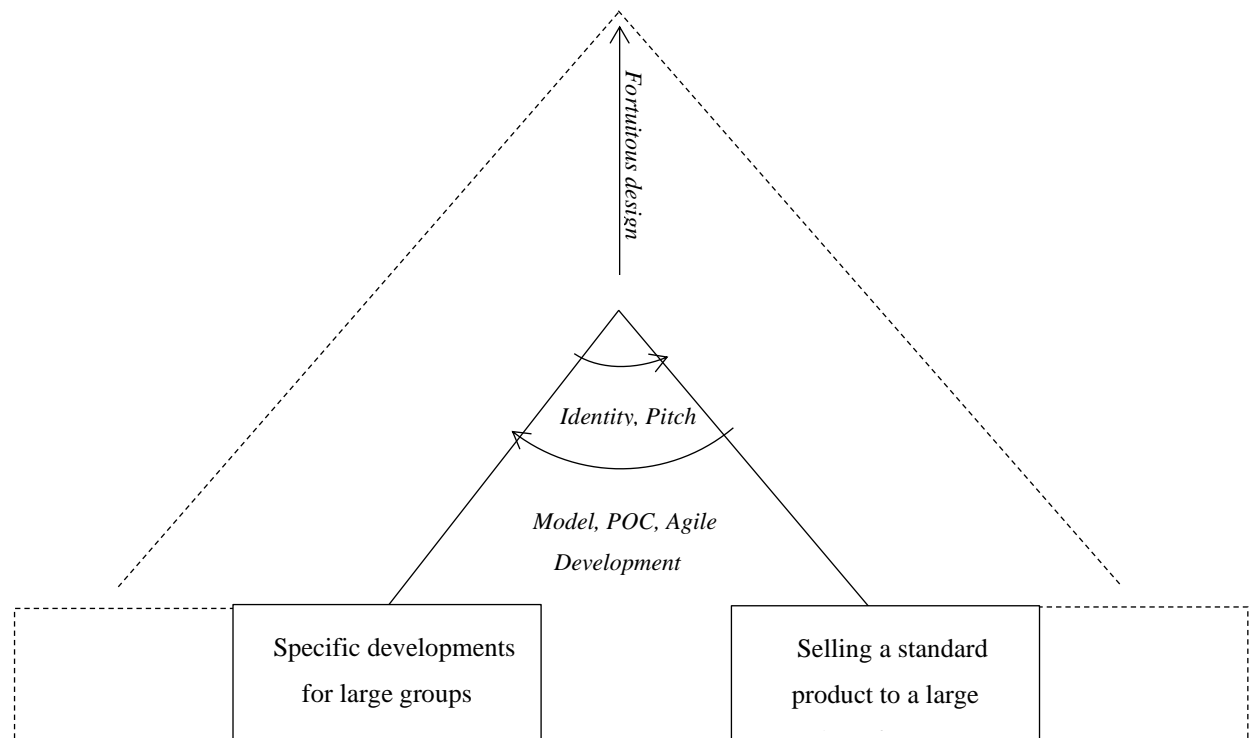 Fortuitous design
Identity, Pitch
Model, POC, Agile
Development
Specific developments
for large groups
Selling a standard
product to a large